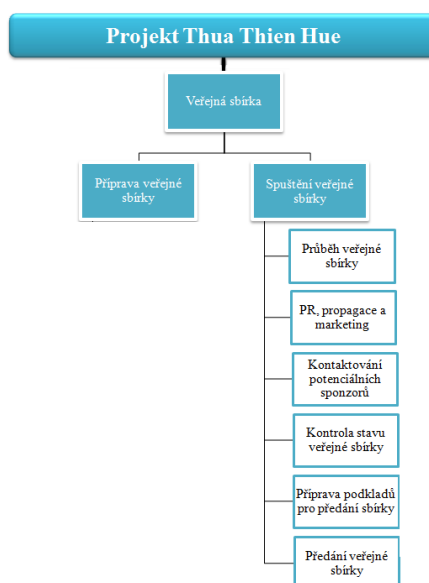 Projekt Thua Thien Hue
Veřejná sbírka
Příprava veřejné
sbírky
Spuštění veřejné
sbírky
Průběh veřejné
sbírky
PR, propagace a
marketing
Kontaktování
potenciálních
sponzorů
Kontrola stavu
veřejné sbírky
Příprava podkladů
pro předání sbírky
Předání veřejné
sbírky